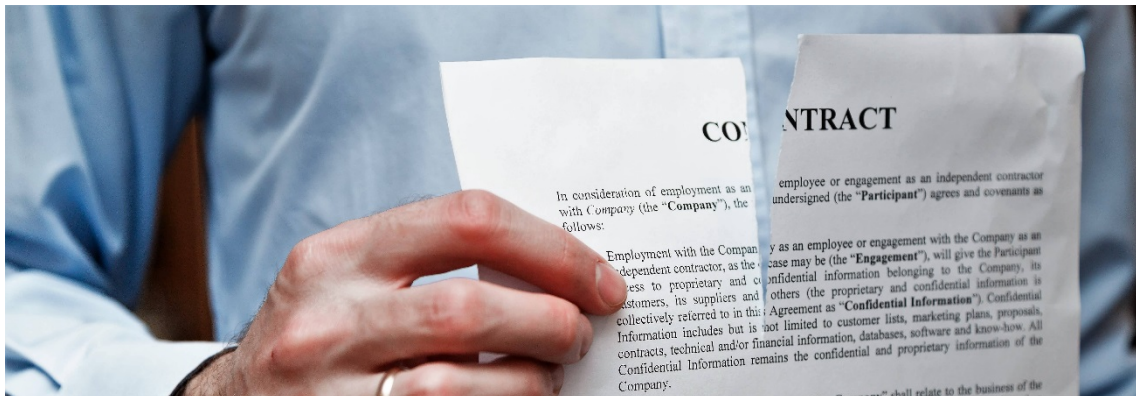 CONTRACT
In consideration of employment as an employee or engagement as an independent contractor
with Company (the “Company”), the undersigned (the “Participant”) agrees and covenants as
follows:
Employment with the Company as an employee or engagement with the Company as an
independent contractor, as the case may be (the “Engagement”), will give the Participant
access to proprietary and confidential information belonging to the Company, its
customers, its suppliers and others (the proprietary and confidential information is
collectively referred to in this Agreement as “Confidential Information”). Confidential
Information includes but is not limited to customer lists, marketing plans, proposals,
contracts, technical and/or financial information, databases, software and know-how. All
Confidential Information remains the confidential and proprietary information of the
Company.
shall relate to the business of the